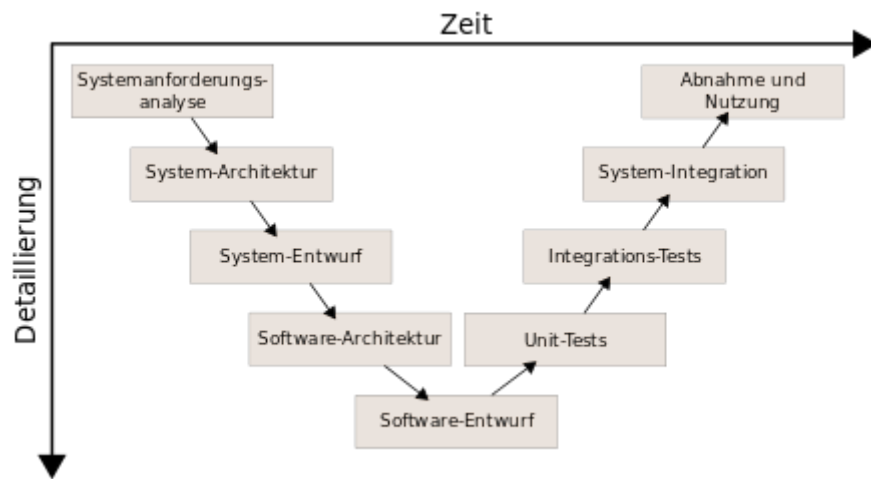 Zeit
Detaillierung
Systemanforderungs-
analyse
System-Architektur
System-Entwurf
Software-Architektur
Software-Entwurf
Unit-Tests
Integrations-Tests
System-Integration
Abnahme und
Nutzung